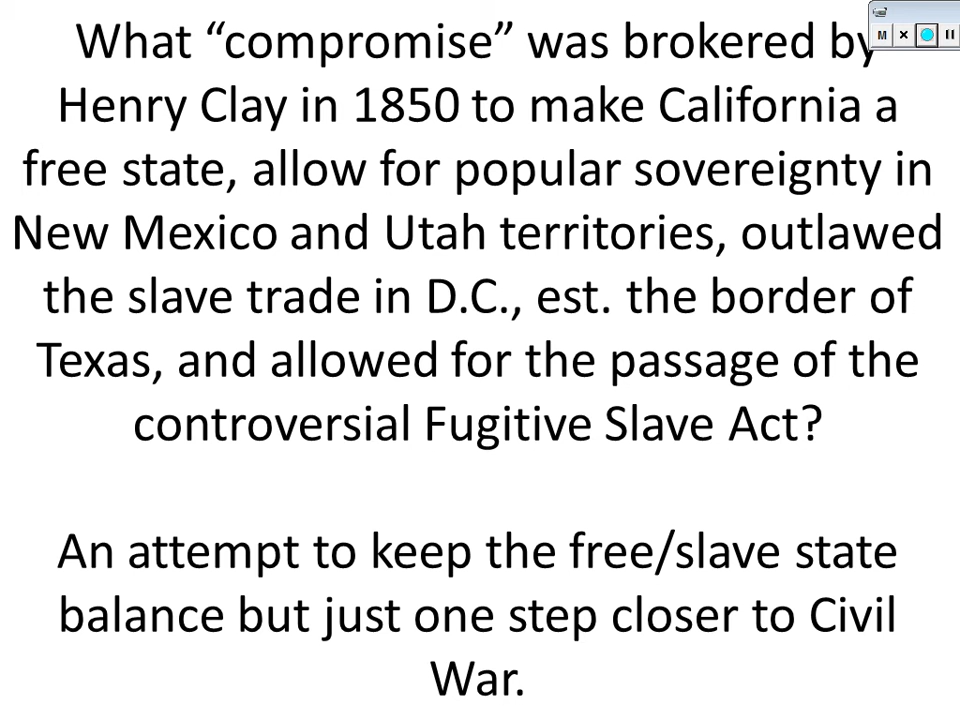 What “compromise” was brokered by
Henry Clay in 1850 to make California a
free state, allow for popular sovereignty in
New Mexico and Utah territories, outlawed
the slave trade in D.C., est. the border of
Texas, and allowed for the passage of the
controversial Fugitive Slave Act?
An attempt to keep the free/slave state
balance but just one step closer to Civil
War.
M